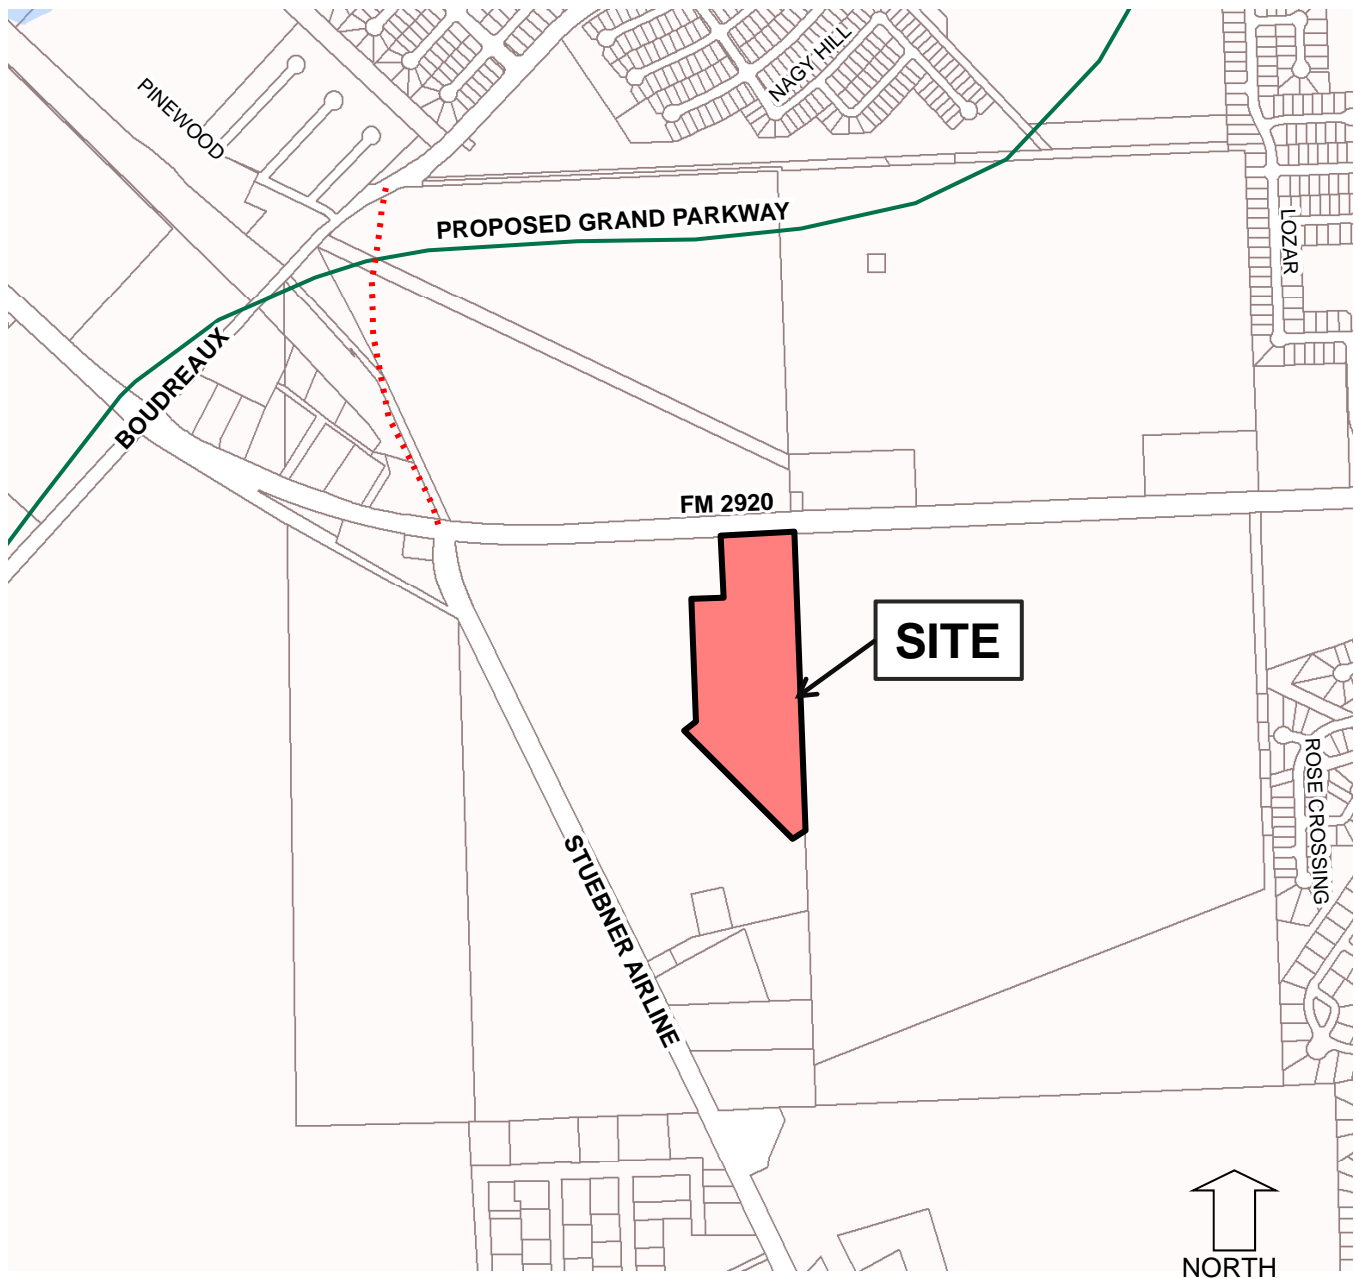 NAGY HILL
PINEWOOD
PROPOSED GRAND PARKWAY
LOZAR
BOUDREAUX
FM 2920
SITE
ROSE CROSSING
STUEBNER AIRLINE
NORTH